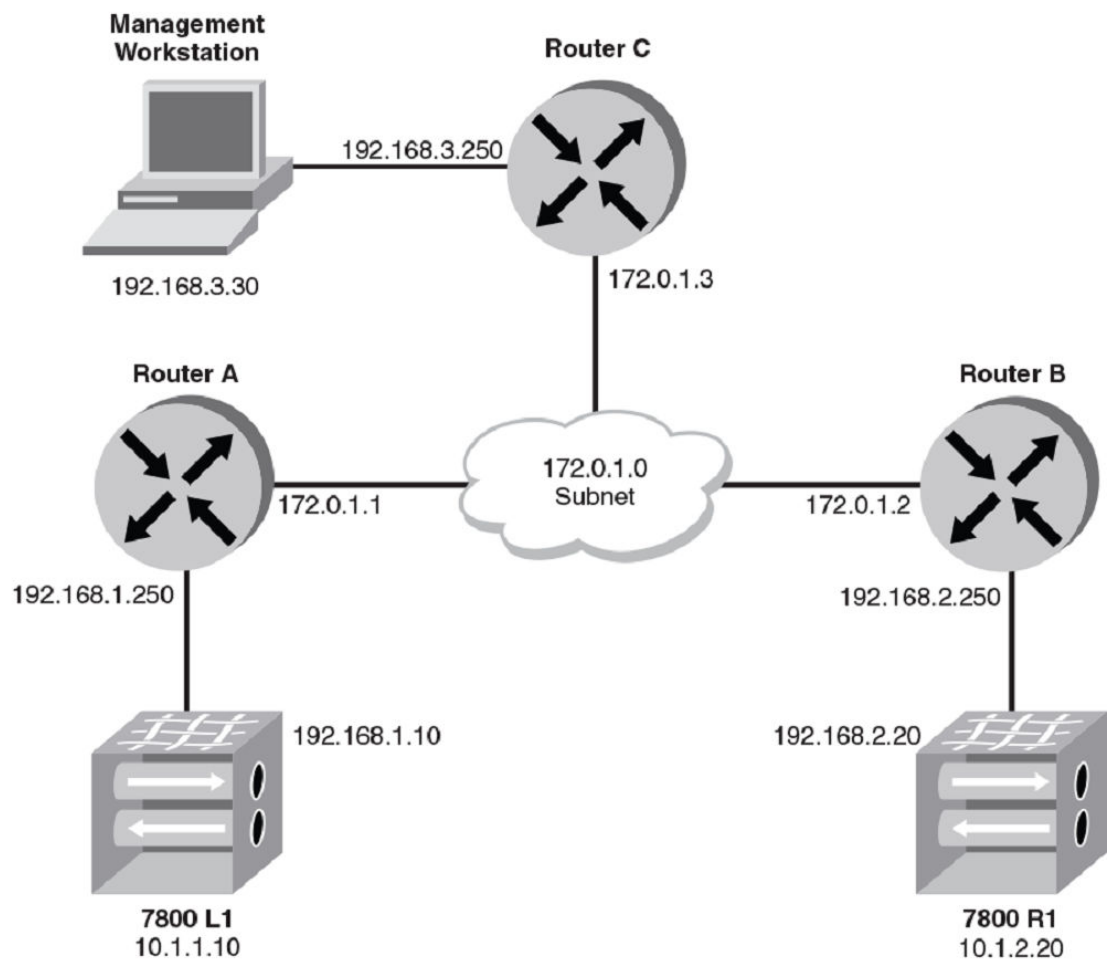 Management
Workstation
Router C
192.168.3.250
192.168.3.30
172.0.1.3
Router A
Router B
172.0.1.0
Subnet
172.0.1.1
172.0.1.2
192.168.1.250
192.168.2.250
192.168.1.10
192.168.2.20
7800 L1
10.1.1.10
7800 R1
10.1.2.20